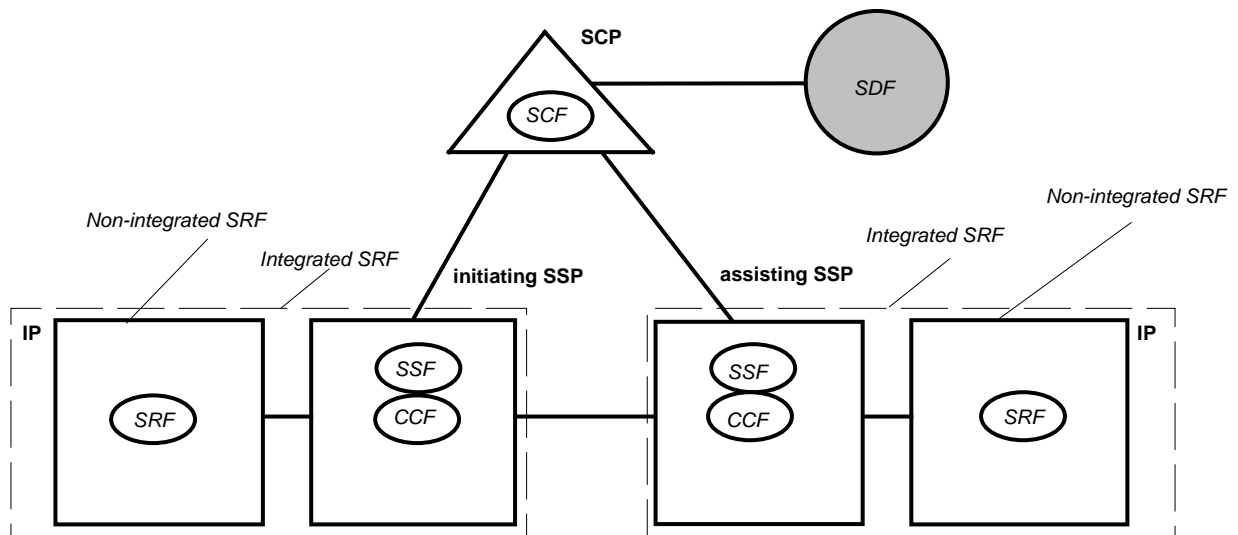 SCP
SDF
SCF
Non-integrated SRF
Non-integrated SRF
Integrated SRF
Integrated SRF
initiating SSP
assisting SSP
IP
IP
SSF
SSF
SRF
CCF
CCF
SRF